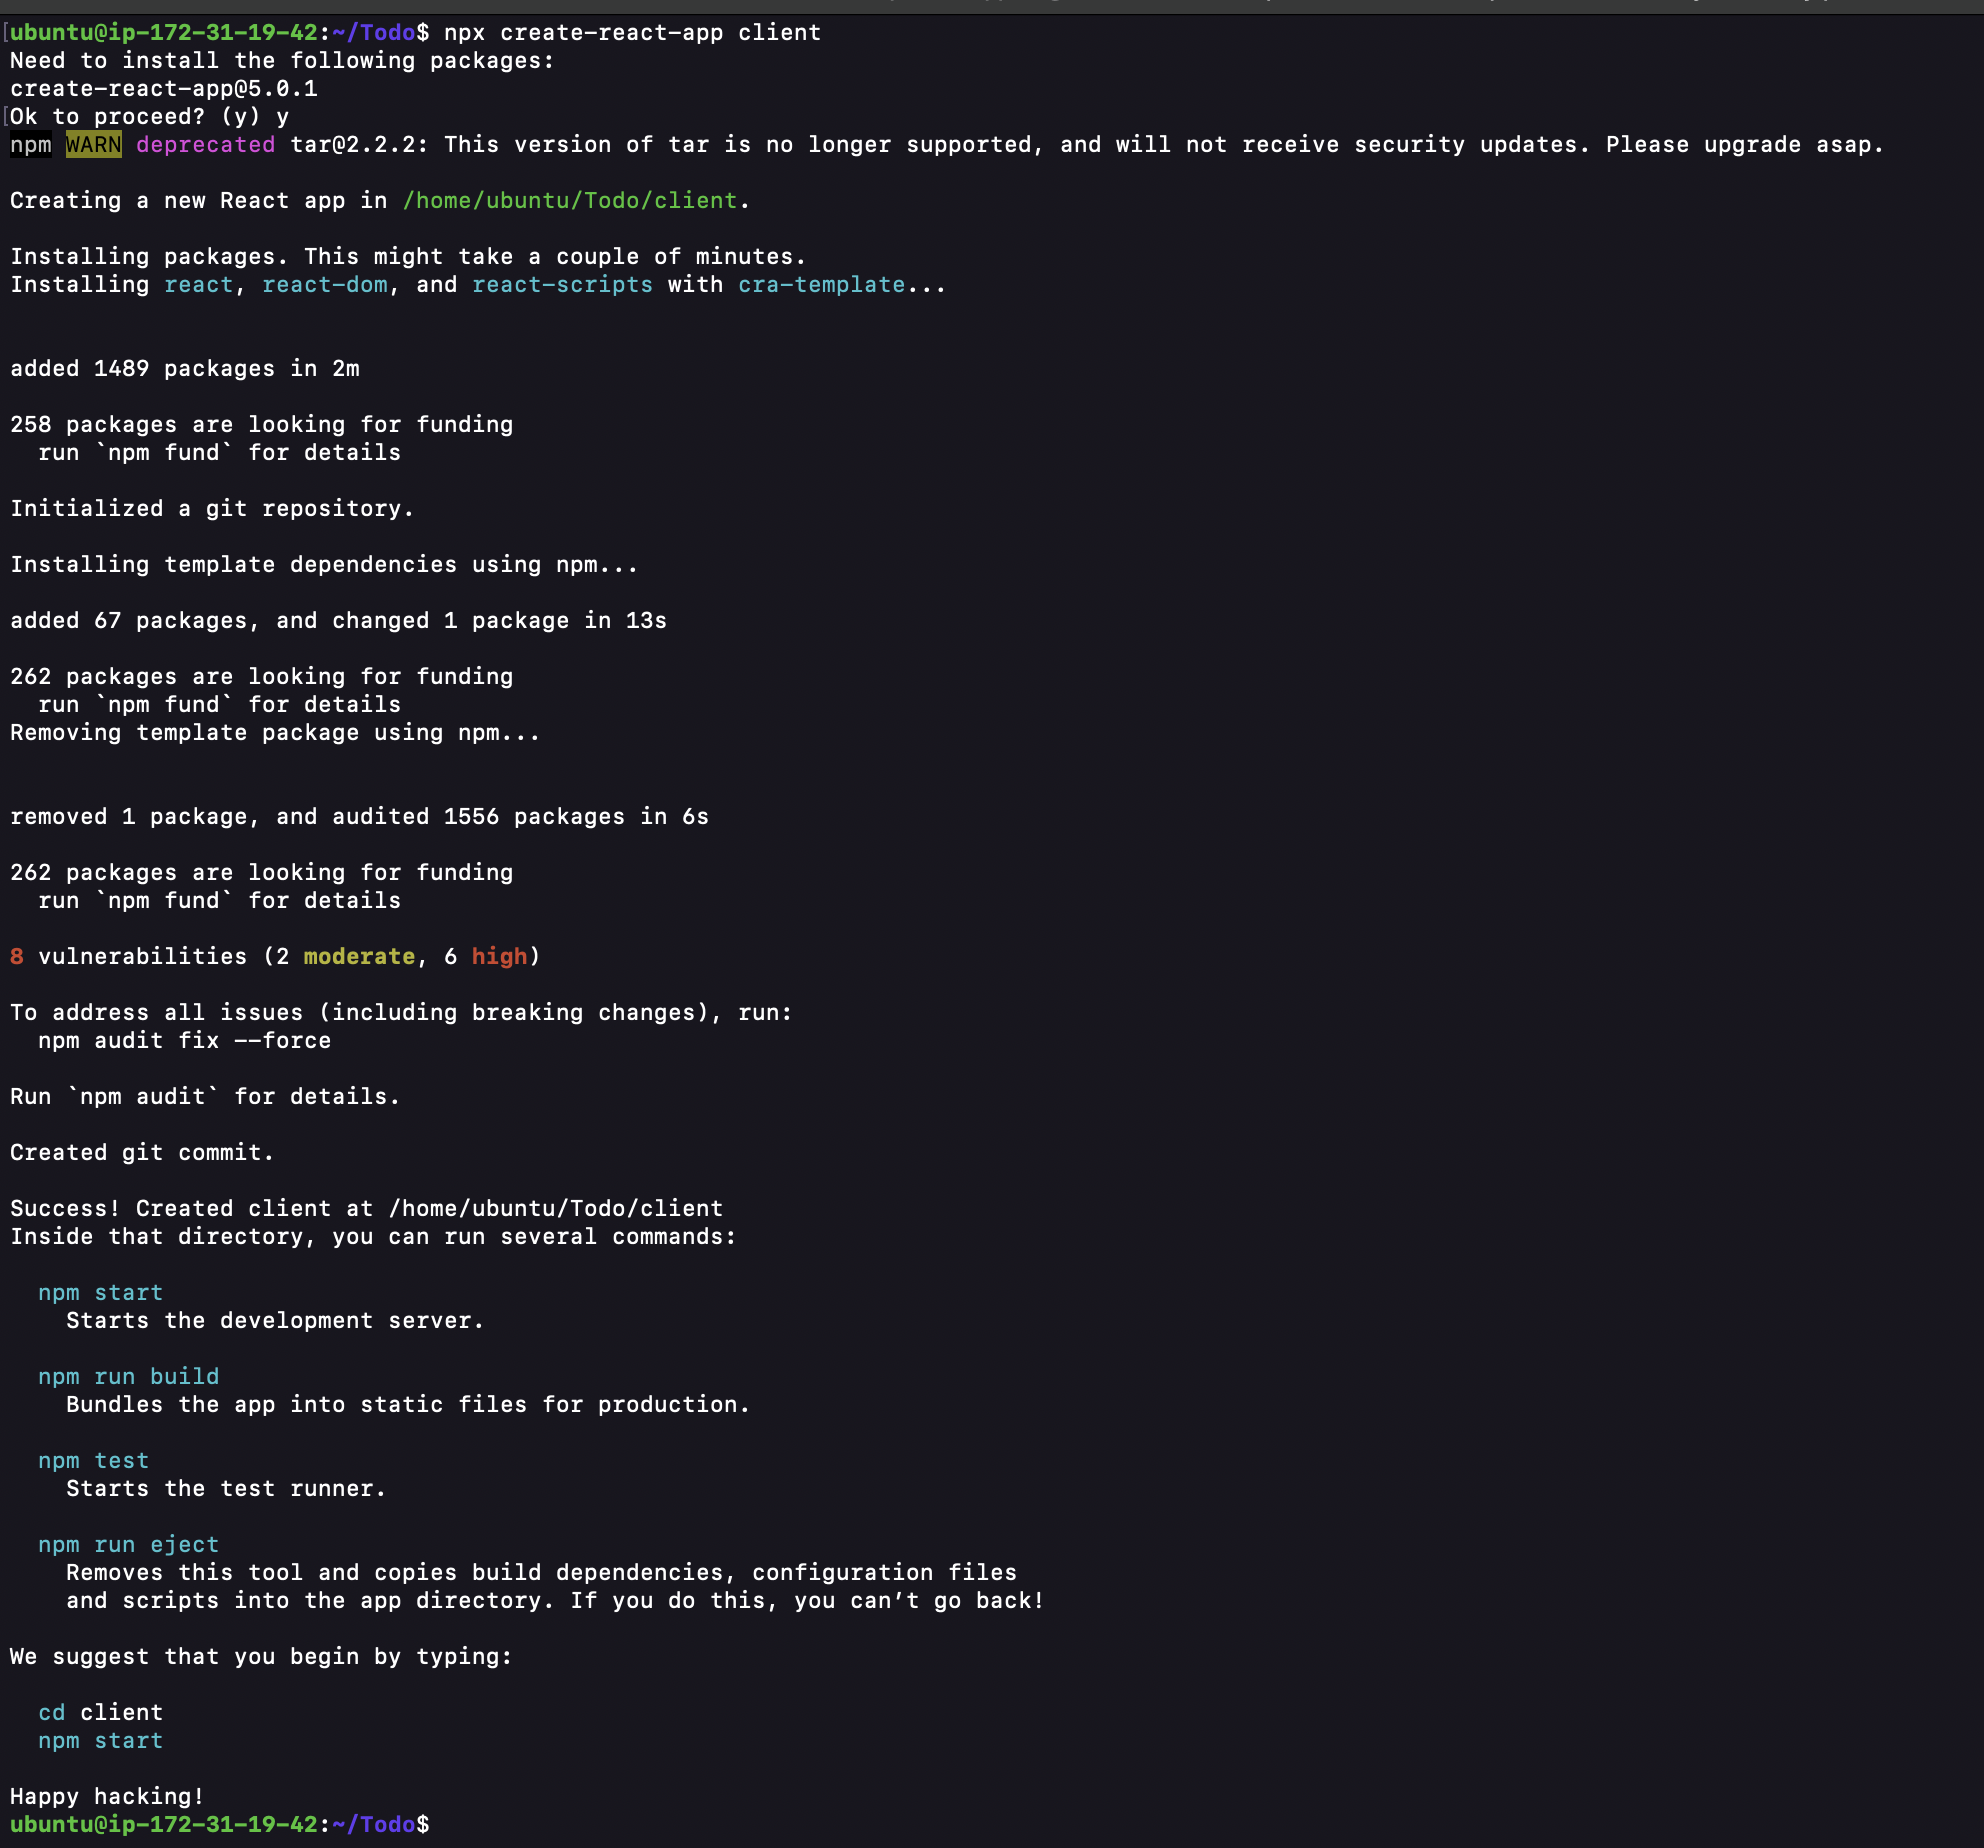 [ubuntu@ip-172-31-19-42:~/Todo$ npx create-react-app client
Need to install the following packages:
create-react-app@5.0.1
[Ok to proceed? (y) y
npm WARN deprecated tar@2.2.2: This version of tar is no longer supported, and will not receive security updates. Please upgrade asap.
Creating a new React app in /home/ubuntu/Todo/client.
Installing packages. This might take a couple of minutes.
Installing react, react-dom, and react-scripts with cra-template...
added 1489 packages in 2m
258 packages are looking for funding
  run `npm fund` for details
Initialized a git repository.
Installing template dependencies using npm...
added 67 packages, and changed 1 package in 13s
262 packages are looking for funding
  run `npm fund` for details
Removing template package using npm...
removed 1 package, and audited 1556 packages in 6s
262 packages are looking for funding
  run `npm fund` for details
8 vulnerabilities (2 moderate, 6 high)
To address all issues (including breaking changes), run:
  npm audit fix --force
Run `npm audit` for details.
Created git commit.
Success! Created client at /home/ubuntu/Todo/client
Inside that directory, you can run several commands:
  npm start
    Starts the development server.
  npm run build
    Bundles the app into static files for production.
  npm test
    Starts the test runner.
  npm run eject
    Removes this tool and copies build dependencies, configuration files
    and scripts into the app directory. If you do this, you can’t go back!
We suggest that you begin by typing:
  cd client
  npm start
Happy hacking!
ubuntu@ip-172-31-19-42:~/Todo$